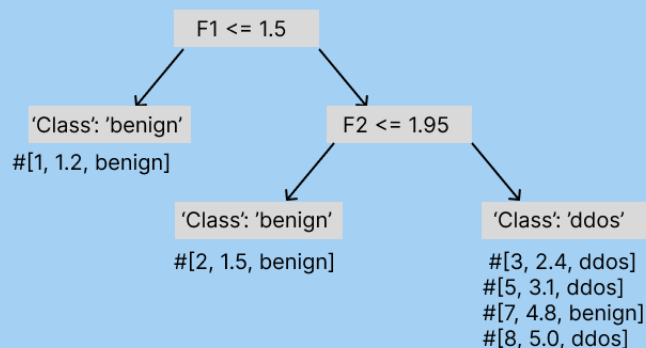 F1 <= 1.5
‘Class’: ’benign’
F2 <= 1.95
#[1, 1.2, benign]
‘Class’: ’benign’
‘Class’: ’ddos’
#[2, 1.5, benign]
#[3, 2.4, ddos]
#[5, 3.1, ddos]
#[7, 4.8, benign]
#[8, 5.0, ddos]